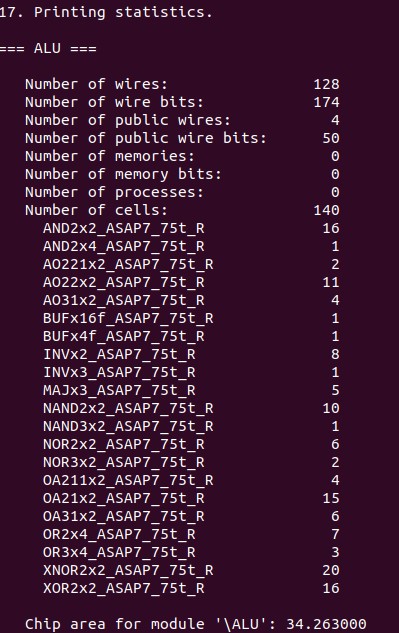 17. Printing statistics.
=== ALU ===
Number of wires: 128
Number of wire bits: 174
Number of public wires: 4
Number of public wire bits: 50
Number of memories: 0
Number of memory bits: 0
Number of processes: 0
Number of cells: 140
AND2x2_ASAP7_75t_R 16
AND2x4_ASAP7_75t_R 1
AO221x2_ASAP7_75t_R 2
AO22x2_ASAP7_75t_R 11
AO31x2_ASAP7_75t_R 4
BUFx16f_ASAP7_75t_R 1
BUFx4f_ASAP7_75t_R 1
INVx2_ASAP7_75t_R 8
INVx3_ASAP7_75t_R 1
MAJx3_ASAP7_75t_R 5
NAND2x2_ASAP7_75t_R 10
NAND3x2_ASAP7_75t_R 1
NOR2x2_ASAP7_75t_R 6
NOR3x2_ASAP7_75t_R 2
OA211x2_ASAP7_75t_R 4
OA21x2_ASAP7_75t_R 15
OA31x2_ASAP7_75t_R 6
OR2x4_ASAP7_75t_R 7
OR3x4_ASAP7_75t_R 3
XNOR2x2_ASAP7_75t_R 20
XOR2x2_ASAP7_75t_R 16
Chip area for module '\ALU': 34.263000